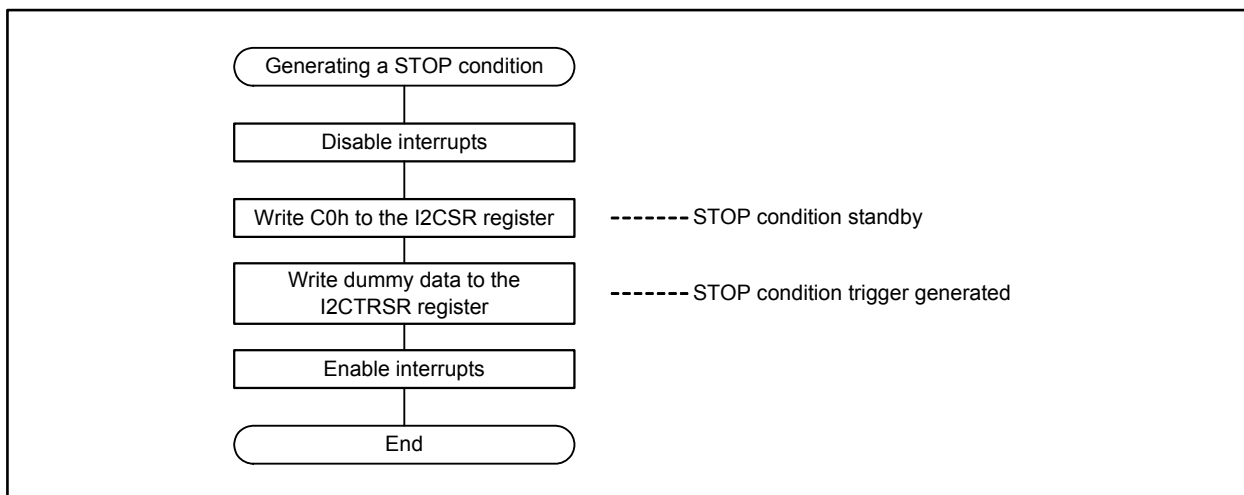 Generating a STOP condition
Disable interrupts
Write C0h to the I2CSR register
STOP condition standby
Write dummy data to the
I2CTRSR register
STOP condition trigger generated
Enable interrupts
End